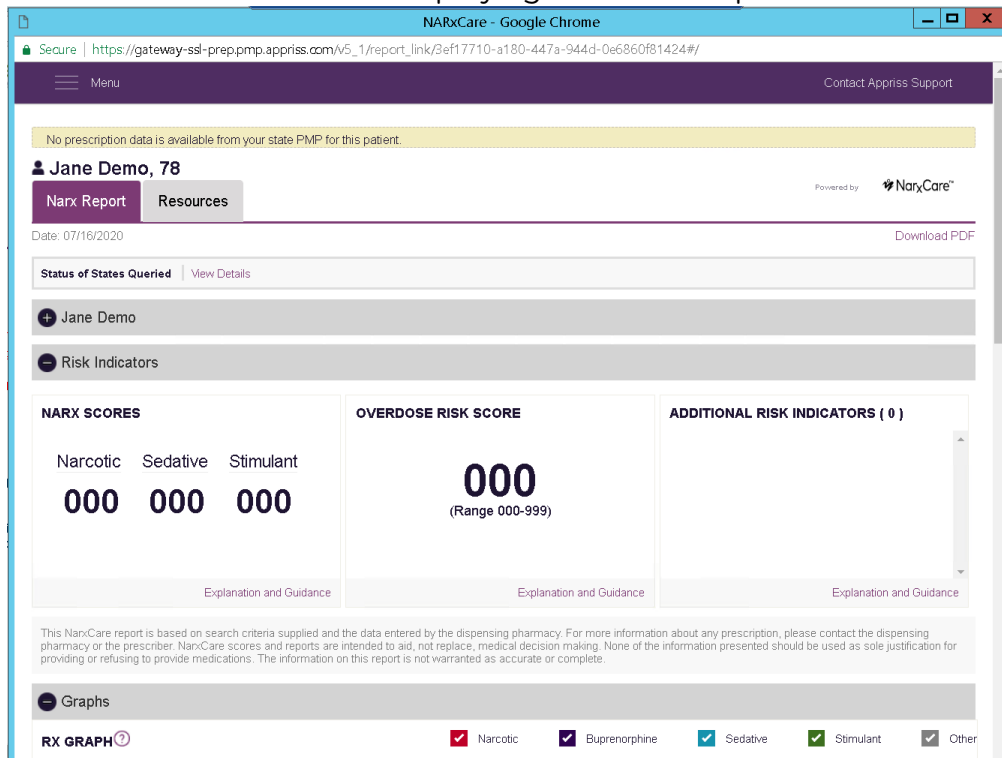 NARxCare - Google Chrome
Secure | https://gateway-ssl-prep.pmp.appriss.com/v5_1/report_link/3ef17710-a180-447a-944d-0e6860f81424#/
Menu
Contact Appriss Support
No prescription data is available from your state PMP for this patient.
Jane Demo, 78
Narx Report
Resources
Powered by
NarxCare™
Date: 07/16/2020
Download PDF
Status of States Queried
View Details
Jane Demo
Risk Indicators
NARX SCORES
Narcotic Sedative Stimulant
000 000 000
Explanation and Guidance
OVERDOSE RISK SCORE
000
(Range 000-999)
Explanation and Guidance
ADDITIONAL RISK INDICATORS ( 0 )
Explanation and Guidance
This NarxCare report is based on search criteria supplied and the data entered by the dispensing pharmacy. For more information about any prescription, please contact the dispensing
pharmacy or the prescriber. NarxCare scores and reports are intended to aid, not replace, medical decision making. None of the information presented should be used as sole justification for
providing or refusing to provide medications. The information on this report is not warranted as accurate or complete.
Graphs
RX GRAPH ?
Narcotic
Buprenorphine
Sedative
Stimulant
Other